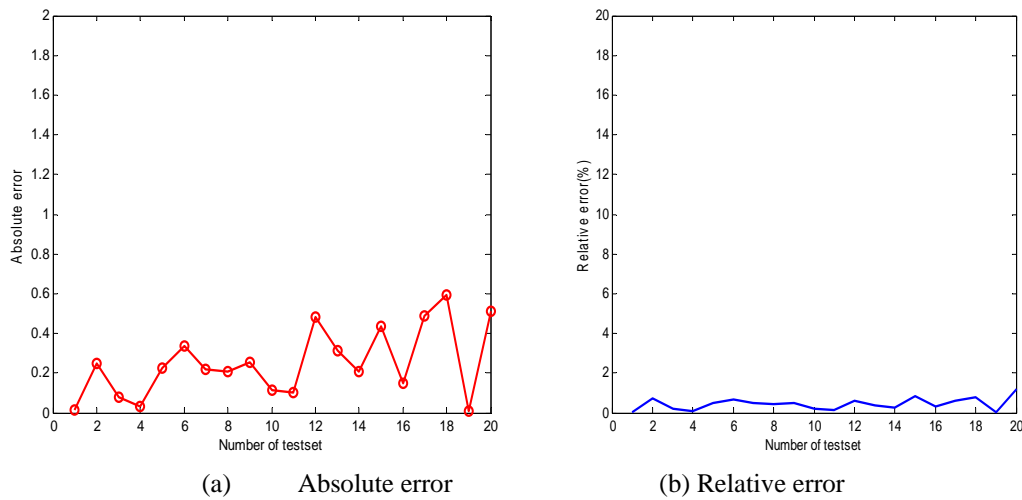 2
1.8
1.6
1.4
1.2
1
0.8
0.6
0.4
0.2
0
Absolute error
0 2 4 6 8 10 12 14 16 18 20
Number of testset
20
18
16
14
12
10
8
6
4
2
0
Relative error(%)
0 2 4 6 8 10 12 14 16 18 20
Number of testset
(a) Absolute error
(b) Relative error